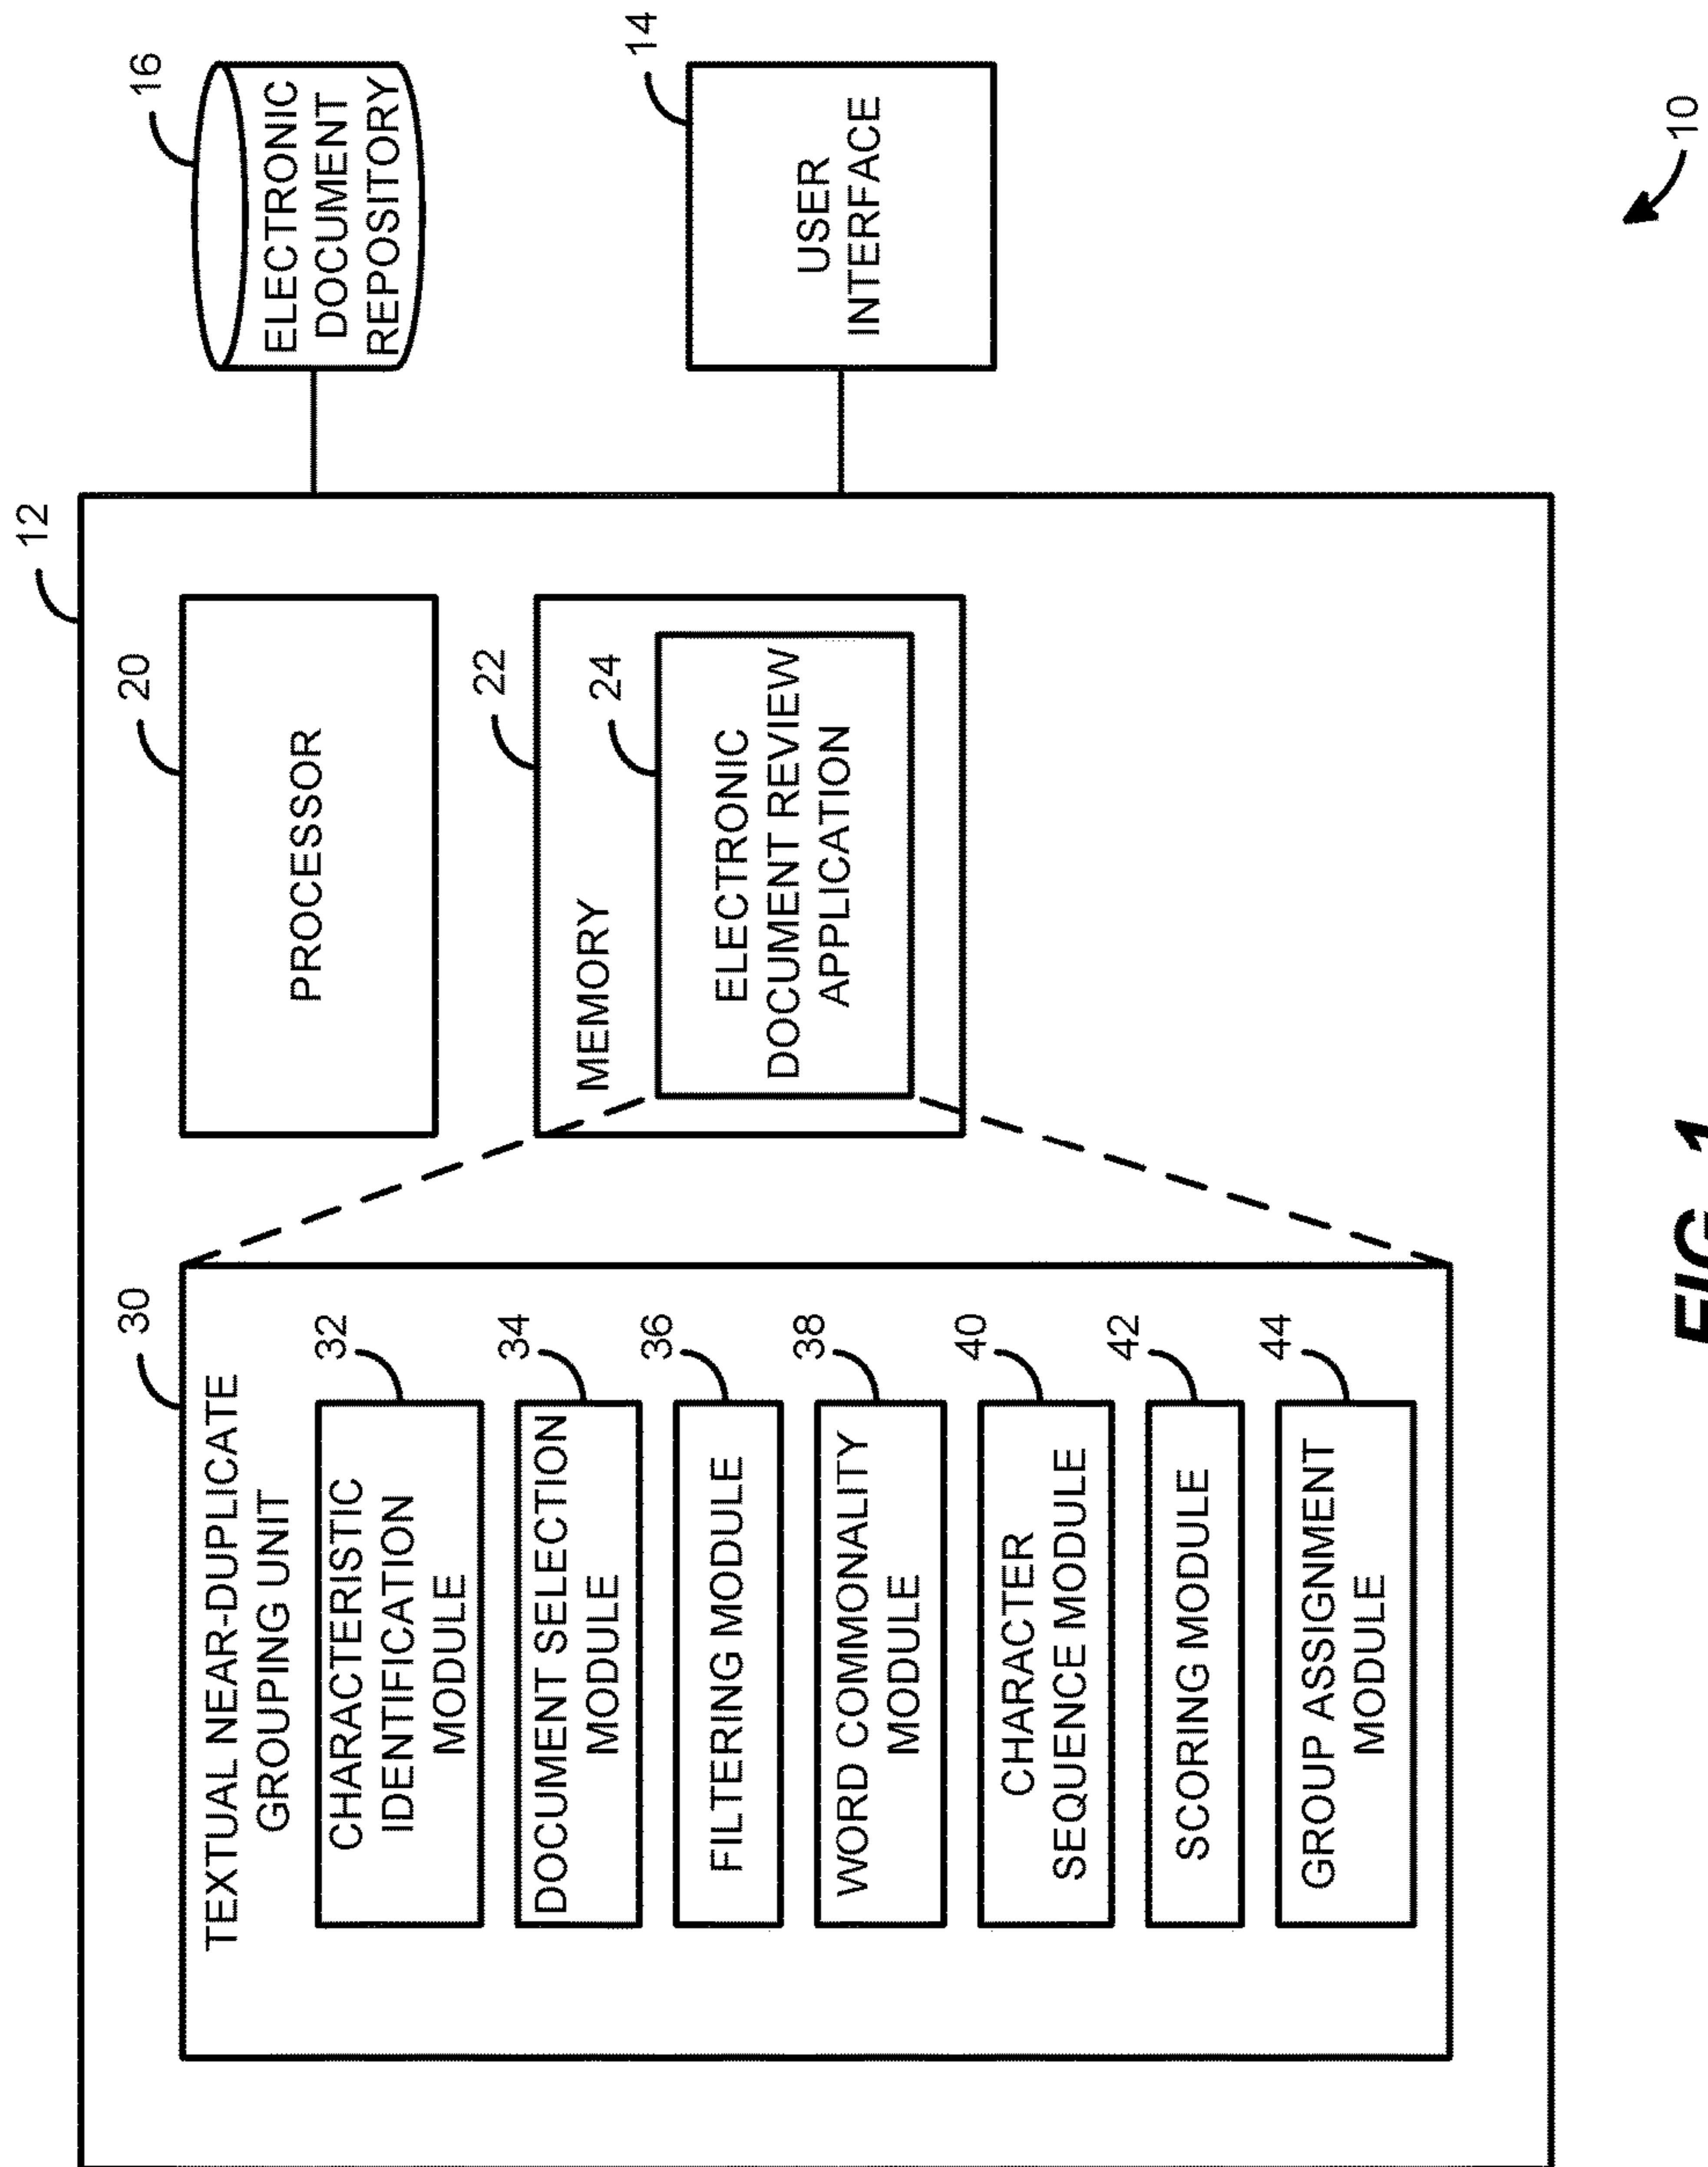 12
30
TEXTUAL NEAR-DUPLICATE
GROUPING UNIT
32
CHARACTERISTIC
IDENTIFICATION
MODULE
34
DOCUMENT SELECTION
MODULE
36
FILTERING MODULE
38
WORD COMMONALITY
MODULE
40
CHARACTER
SEQUENCE MODULE
42
SCORING MODULE
44
GROUP ASSIGNMENT
MODULE
20
PROCESSOR
22
MEMORY
24
ELECTRONIC
DOCUMENT REVIEW
APPLICATION
16
ELECTRONIC
DOCUMENT
REPOSITORY
14
USER
INTERFACE
10
FIG. 1